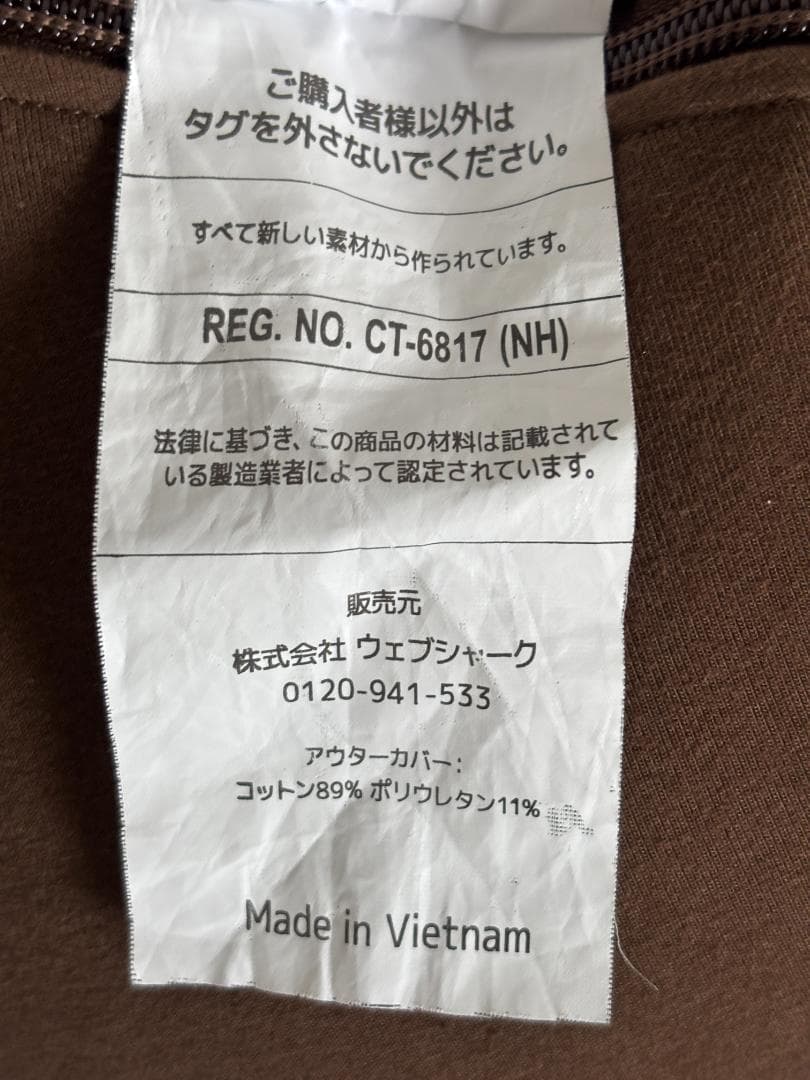 ご購入者様以外は
タグを外さないでください。
すべて新しい素材から作られています。
REG. NO. CT-6817 (NH)
法律に基づき、この商品の材料は記載されて
いる製造業者によって認定されています。
販売元
株式会社 ウェブシャーク
0120-941-533
アウターカバー:
コットン89% ポリウレタン11%
Made in Vietnam